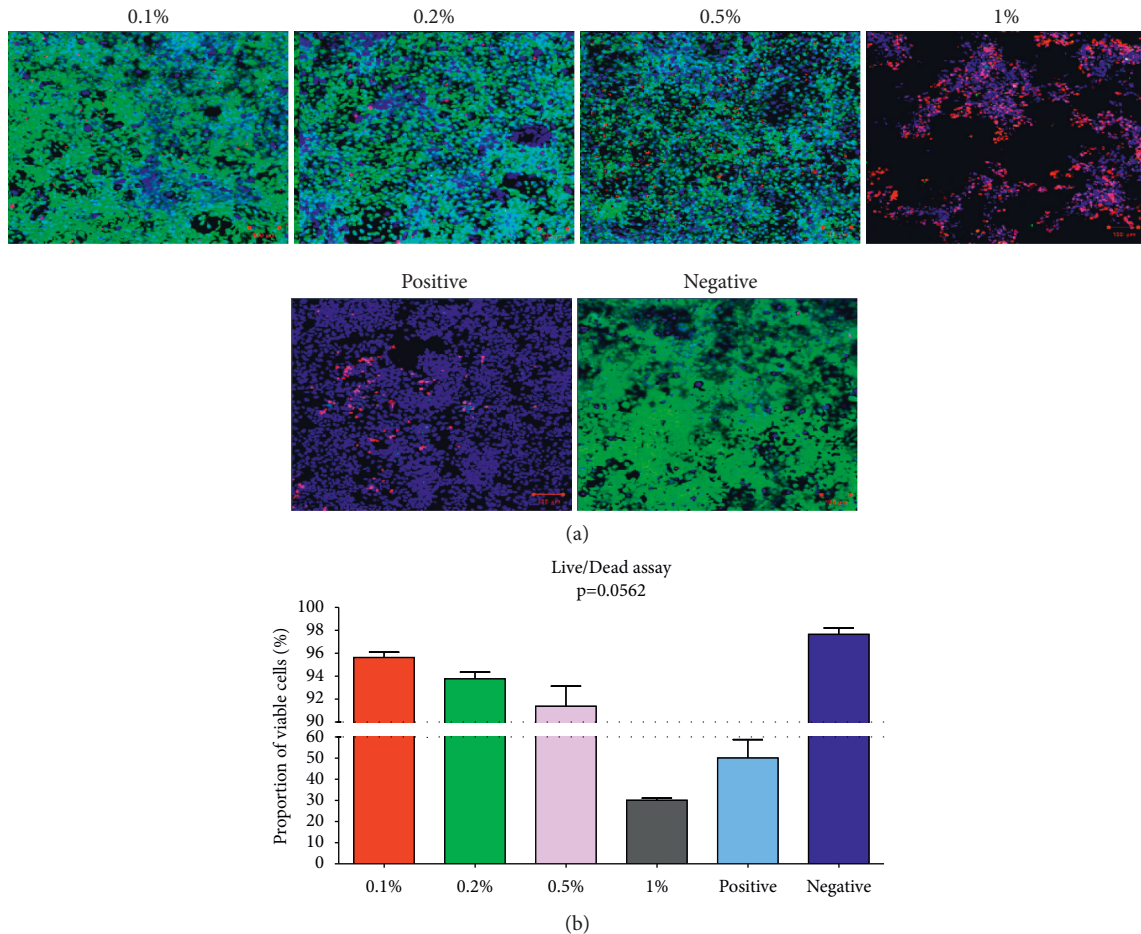 0.1% 0.2% 0.5% 1%
120 µm
Positive Negative
(a)
Live/Dead assay
p=0.0562
Proportion of viable cells (%)
100
98
96
94
92
90
60
50
40
30
20
10
0
0.1% 0.2% 0.5% 1% Positive Negative
(b)